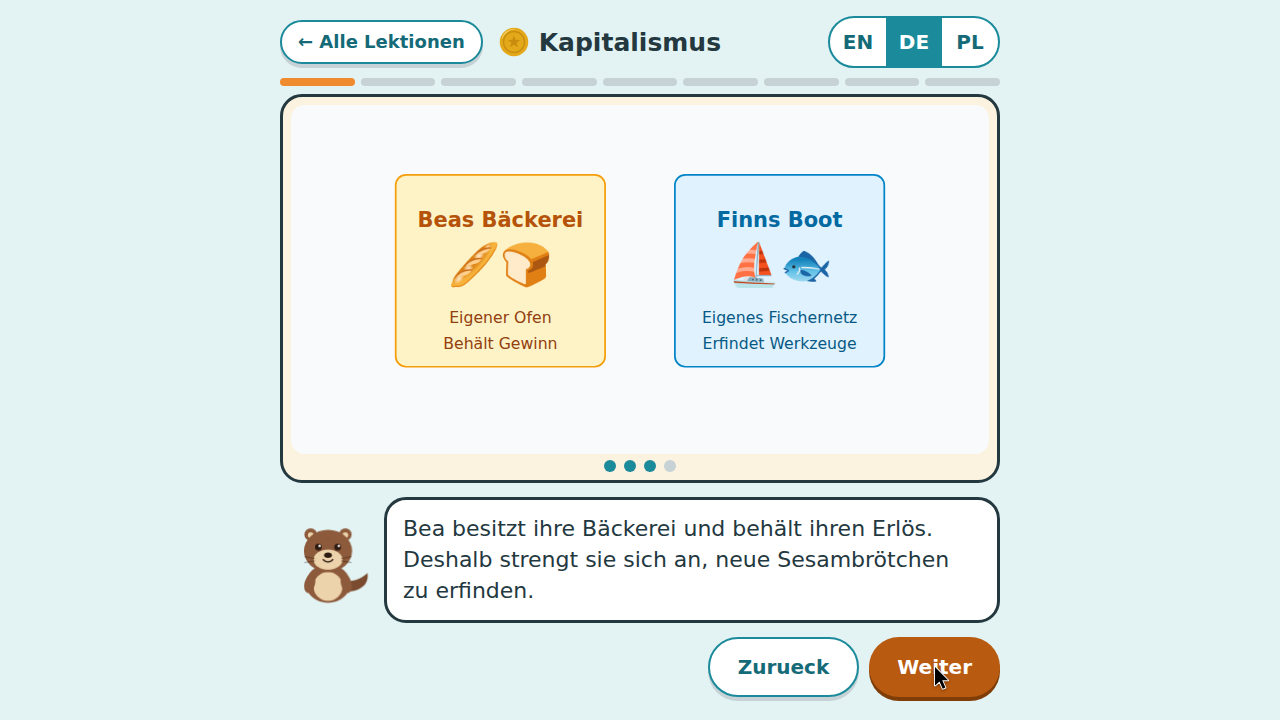 ← Alle Lektionen
Kapitalismus
EN DE PL
Beas Bäckerei
Eigener Ofen
Behält Gewinn
Finns Boot
Eigenes Fischernetz
Erfindet Werkzeuge
Bea besitzt ihre Bäckerei und behält ihren Erlös.
Deshalb strengt sie sich an, neue Sesambrötchen
zu erfinden.
Zurueck
Weiter